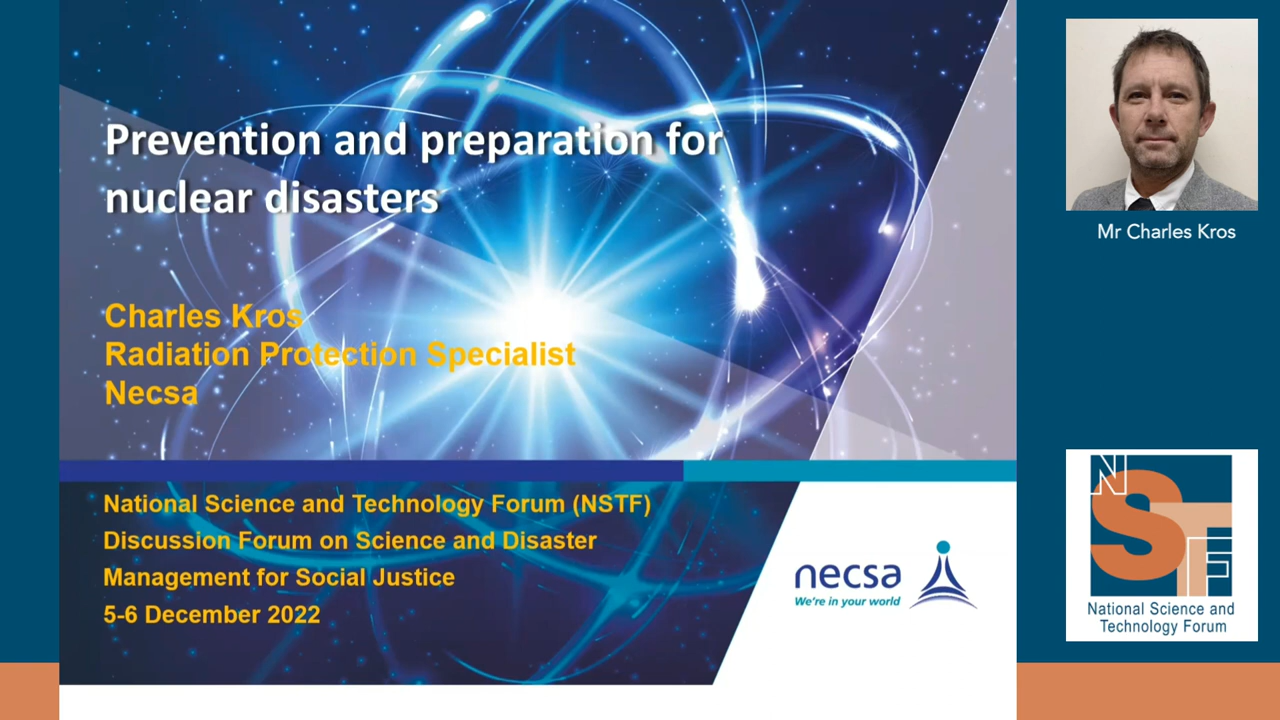 Prevention and preparation for
nuclear disasters
Charles Kros
Radiation Protection Specialist
Necsa
National Science and Technology Forum (NSTF)
Discussion Forum on Science and Disaster
Management for Social Justice
5-6 December 2022
necsa
We're in your world
Mr Charles Kros
NSTF
National Science and
Technology Forum